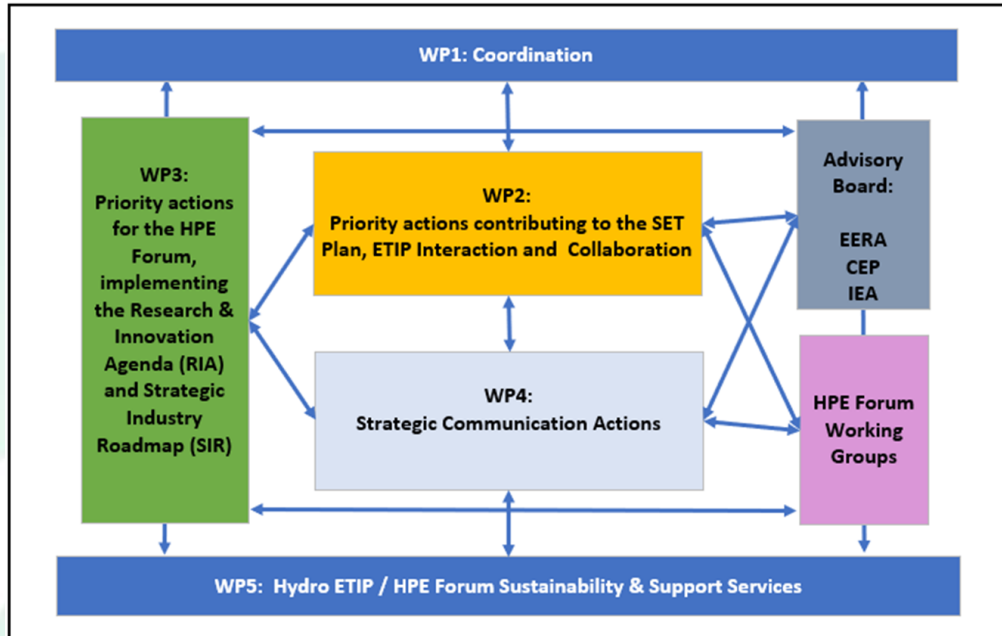 WP1: Coordination
WP3:
Priority actions
for the HPE
Forum,
implementing
the Research &
Innovation
Agenda (RIA)
and Strategic
Industry
Roadmap (SIR)
WP2:
Priority actions contributing to the SET
Plan, ETIP Interaction and Collaboration
WP4:
Strategic Communication Actions
Advisory
Board:
EERA
CEP
IEA
HPE Forum
Working
Groups
WP5: Hydro ETIP / HPE Forum Sustainability & Support Services